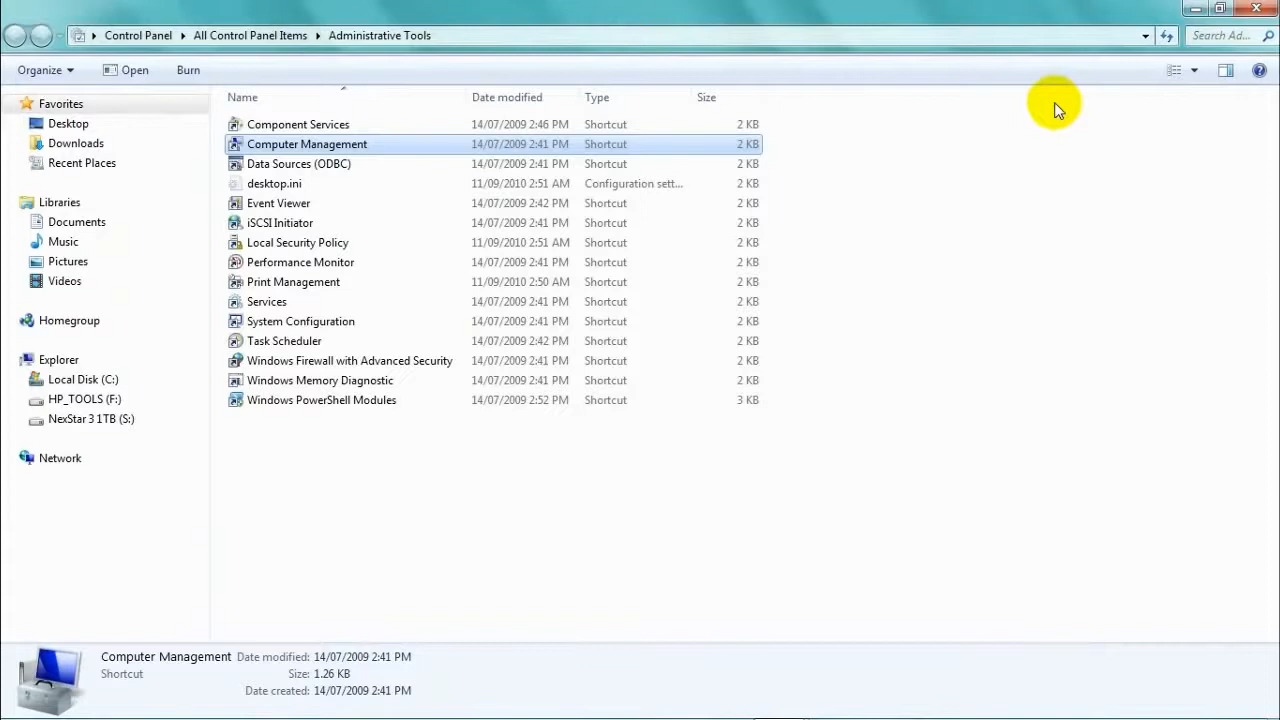 Control Panel All Control Panel Items Administrative Tools Search Ad...
Organize Open Burn
Name Date modified Type Size
Favorites
Desktop
Downloads
Recent Places
Libraries
Documents
Music
Pictures
Videos
Homegroup
Explorer
Local Disk (C:)
HP_TOOLS (F:)
NexStar 3 1TB (S:)
Network
Component Services 14/07/2009 2:46 PM Shortcut 2 KB
Computer Management 14/07/2009 2:41 PM Shortcut 2 KB
Data Sources (ODBC) 14/07/2009 2:41 PM Shortcut 2 KB
desktop.ini 11/09/2010 2:51 AM Configuration sett... 2 KB
Event Viewer 14/07/2009 2:42 PM Shortcut 2 KB
iSCSI Initiator 14/07/2009 2:41 PM Shortcut 2 KB
Local Security Policy 11/09/2010 2:51 AM Shortcut 2 KB
Performance Monitor 14/07/2009 2:41 PM Shortcut 2 KB
Print Management 11/09/2010 2:50 AM Shortcut 2 KB
Services 14/07/2009 2:41 PM Shortcut 2 KB
System Configuration 14/07/2009 2:41 PM Shortcut 2 KB
Task Scheduler 14/07/2009 2:42 PM Shortcut 2 KB
Windows Firewall with Advanced Security 14/07/2009 2:41 PM Shortcut 2 KB
Windows Memory Diagnostic 14/07/2009 2:41 PM Shortcut 2 KB
Windows PowerShell Modules 14/07/2009 2:52 PM Shortcut 3 KB
Computer Management Date modified: 14/07/2009 2:41 PM
Shortcut Size: 1.26 KB
Date created: 14/07/2009 2:41 PM